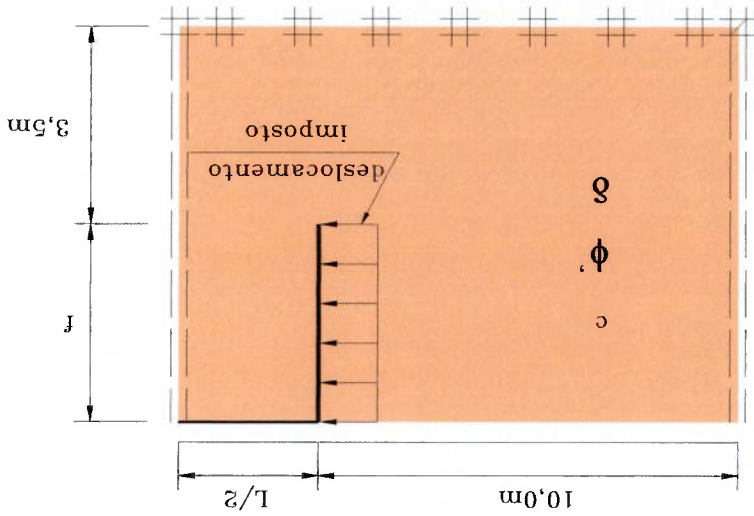 10,0m
L/2
f
c
ϕ'
δ
deslocamento
imposto
3,5m